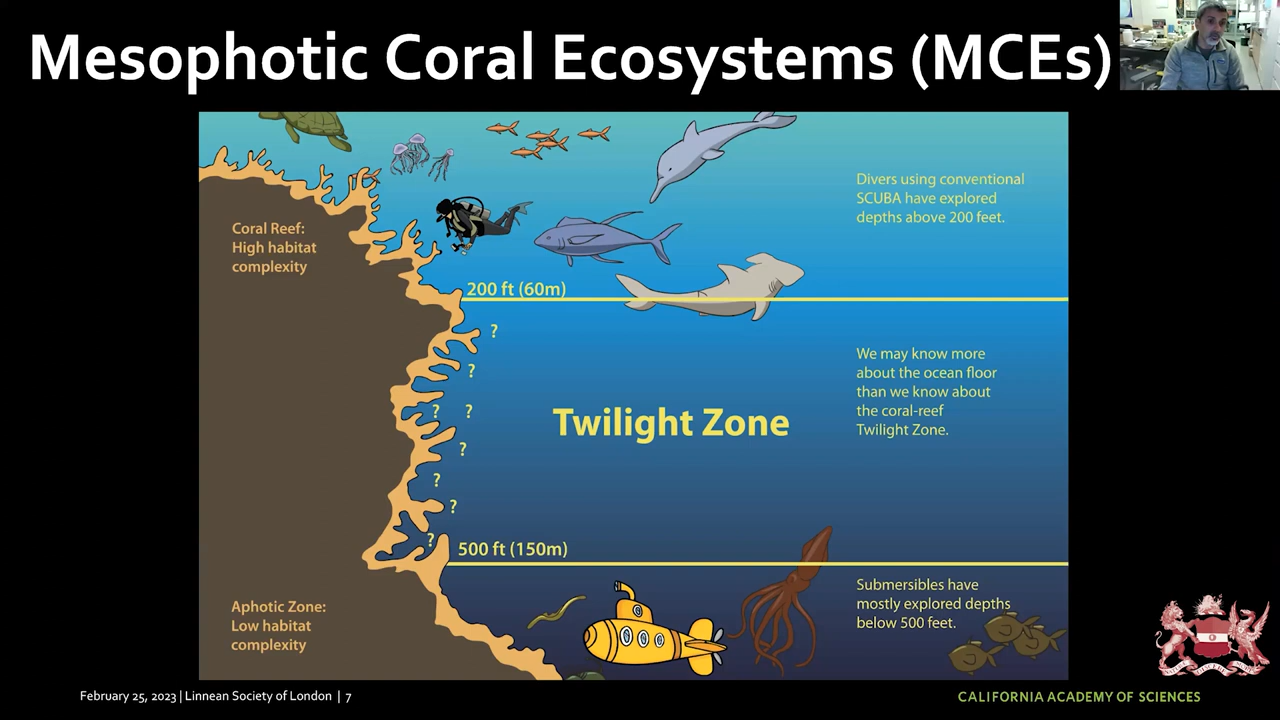 Mesophotic Coral Ecosystems (MCEs)
Divers using conventional
SCUBA have explored
depths above 200 feet.
Coral Reef:
High habitat
complexity
200 ft (60m)
?
?
? ?
?
?
?
?
We may know more
about the ocean floor
than we know about
the coral-reef
Twilight Zone.
Twilight Zone
500 ft (150m)
Aphotic Zone:
Low habitat
complexity
Submersibles have
mostly explored depths
below 500 feet.
February 25, 2023 | Linnean Society of London | 7
CALIFORNIA ACADEMY OF SCIENCES